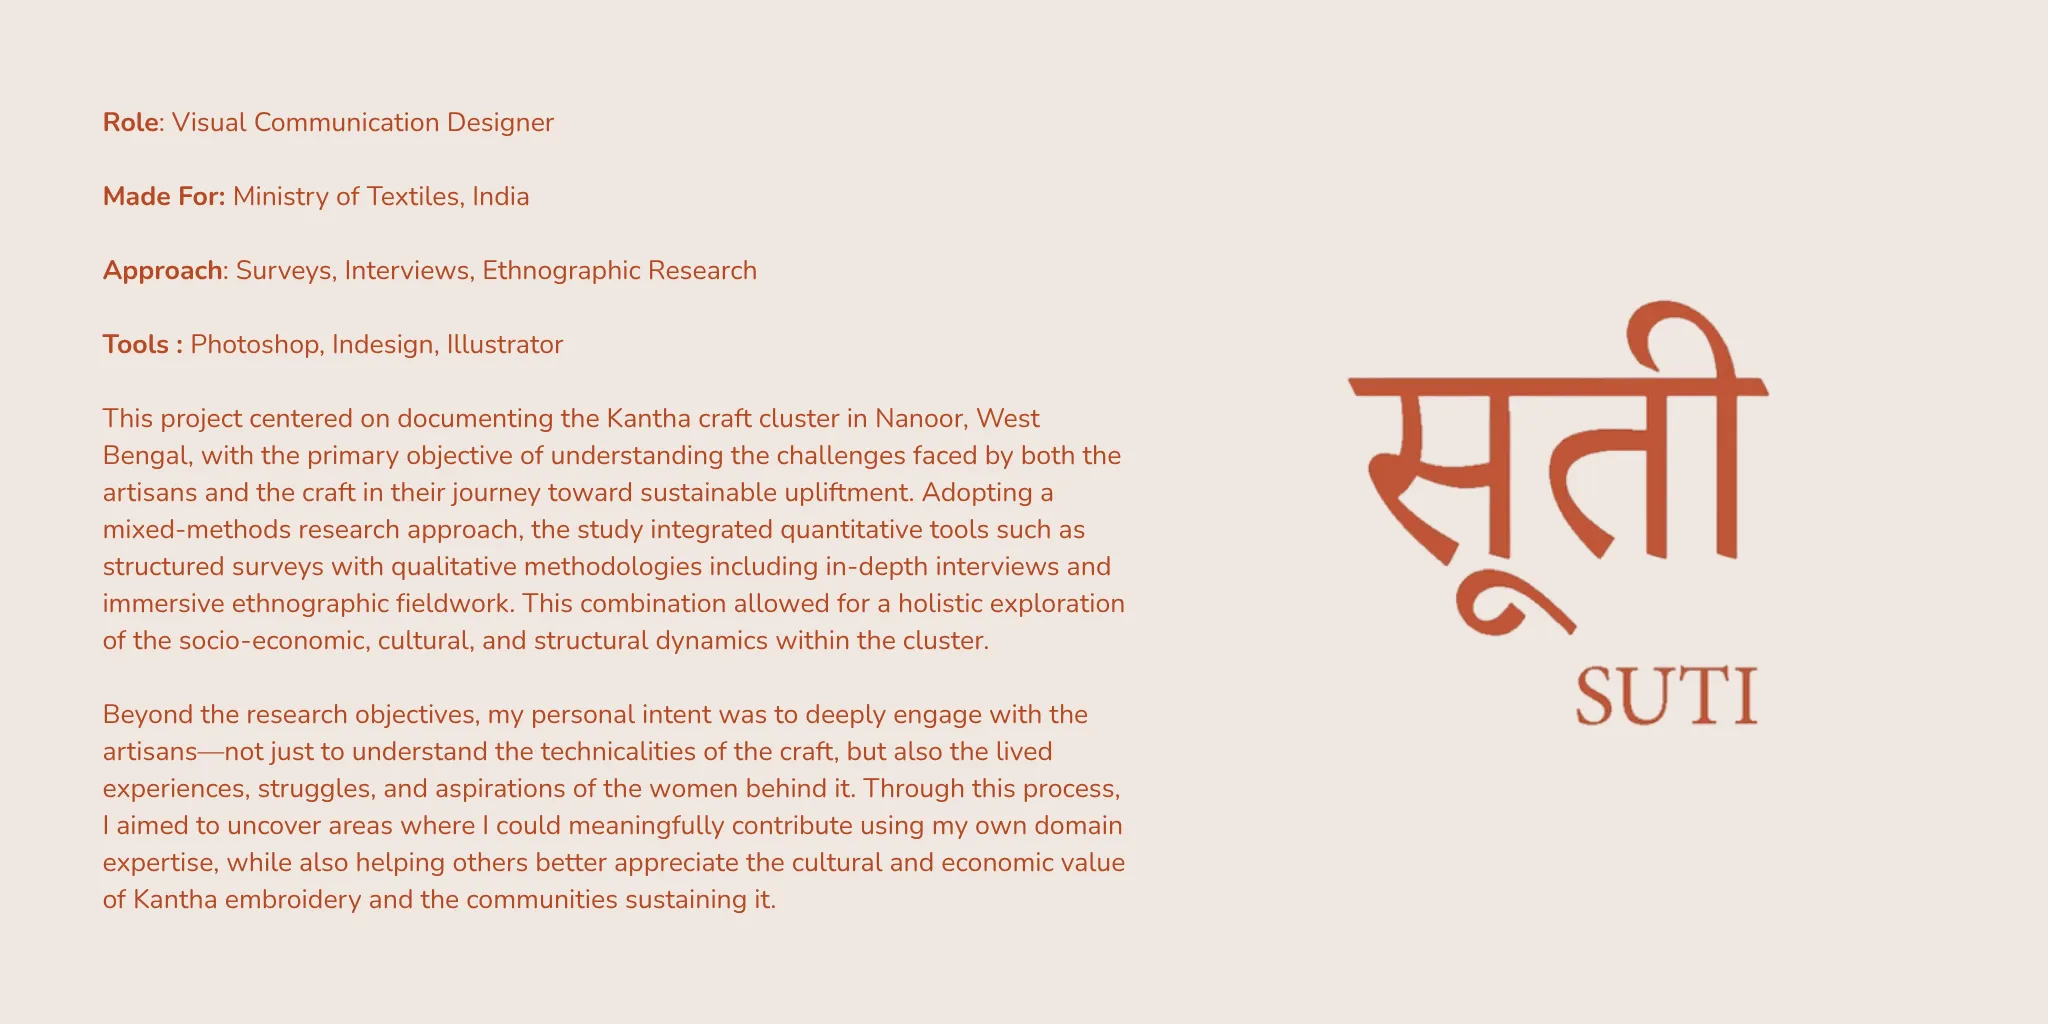 Role: Visual Communication Designer
Made For: Ministry of Textiles, India
Approach: Surveys, Interviews, Ethnographic Research
Tools : Photoshop, Indesign, Illustrator
This project centered on documenting the Kantha craft cluster in Nanoor, West
Bengal, with the primary objective of understanding the challenges faced by both the
artisans and the craft in their journey toward sustainable upliftment. Adopting a
mixed-methods research approach, the study integrated quantitative tools such as
structured surveys with qualitative methodologies including in-depth interviews and
immersive ethnographic fieldwork. This combination allowed for a holistic exploration
of the socio-economic, cultural, and structural dynamics within the cluster.
Beyond the research objectives, my personal intent was to deeply engage with the
artisans—not just to understand the technicalities of the craft, but also the lived
experiences, struggles, and aspirations of the women behind it. Through this process,
I aimed to uncover areas where I could meaningfully contribute using my own domain
expertise, while also helping others better appreciate the cultural and economic value
of Kantha embroidery and the communities sustaining it.
सूती
SUTI